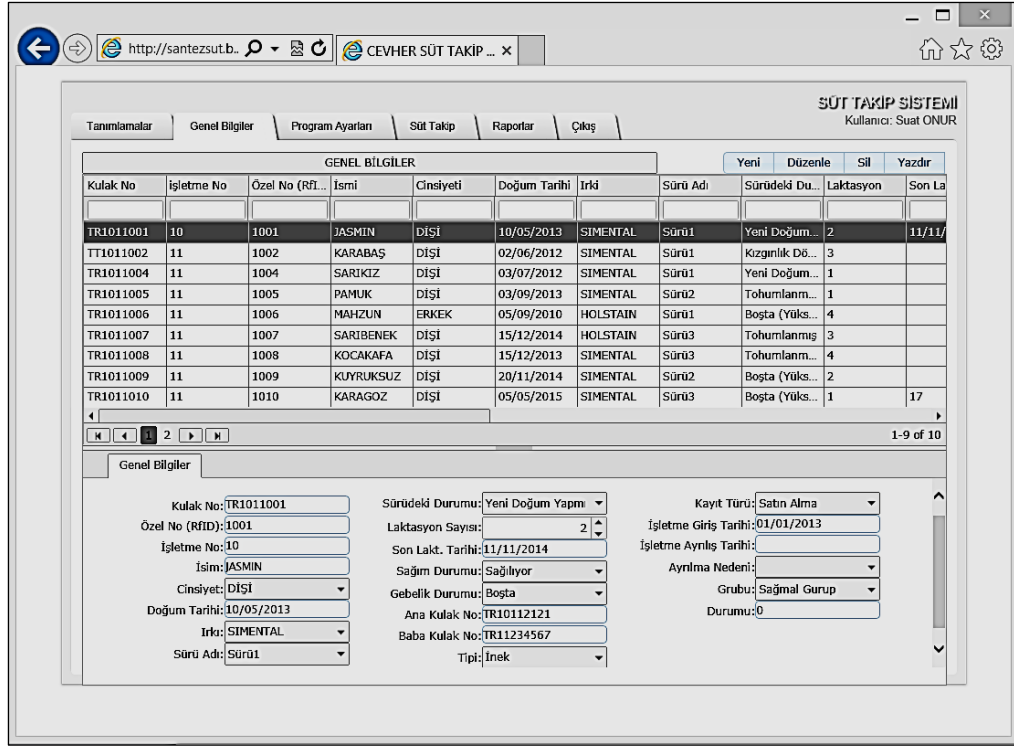 http://santezsut.b.. CEVHER SÜT TAKİP ... ×
SÜT TAKİP SİSTEMİ
Kullanıcı: Suat ONUR
Tanımlamalar Genel Bilgiler Program Ayarları Süt Takip Raporlar Çıkış
GENEL BİLGİLER Yeni Düzenle Sil Yazdır
Kulak No işletme No Özel No (RfI... İsmi Cinsiyeti Doğum Tarihi Irki Sürü Adı Sürüdeki Du... Laktasyon Son La
TR1011001 10 1001 JASMIN DİŞİ 10/05/2013 SIMENTAL Sürü1 Yeni Doğum... 2 11/11/
TT1011002 11 1002 KARABAŞ DİŞİ 02/06/2012 SIMENTAL Sürü1 Kızgınlık Dö... 3
TR1011004 11 1004 SARIKIZ DİŞİ 03/07/2012 SIMENTAL Sürü1 Yeni Doğum... 1
TR1011005 11 1005 PAMUK DİŞİ 03/09/2013 SIMENTAL Sürü2 Tohumlanm... 1
TR1011006 11 1006 MAHZUN ERKEK 05/09/2010 HOLSTAIN Sürü1 Boşta (Yüks... 4
TR1011007 11 1007 SARIBENEK DİŞİ 15/12/2014 HOLSTAIN Sürü3 Tohumlanmış 3
TR1011008 11 1008 KOCAKAFA DİŞİ 15/12/2013 SIMENTAL Sürü3 Tohumlanm... 4
TR1011009 11 1009 KUYRUKSUZ DİŞİ 20/11/2014 SIMENTAL Sürü2 Boşta (Yüks... 2
TR1011010 11 1010 KARAGOZ DİŞİ 05/05/2015 SIMENTAL Sürü3 Boşta (Yüks... 1 17
1 2 1-9 of 10
Genel Bilgiler
Kulak No: TR1011001 Sürüdeki Durumu: Yeni Doğum Yapmı Kayıt Türü: Satın Alma
Özel No (RfID): 1001 Laktasyon Sayısı: 2 İşletme Giriş Tarihi: 01/01/2013
İşletme No: 10 Son Lakt. Tarihi: 11/11/2014 İşletme Ayrılış Tarihi:
İsim: JASMIN Sağım Durumu: Sağılıyor Ayrılma Nedeni:
Cinsiyet: DİŞİ Gebelik Durumu: Boşta Grubu: Sağmal Gurup
Doğum Tarihi: 10/05/2013 Ana Kulak No: TR10112121 Durumu: 0
Irkı: SIMENTAL Baba Kulak No: TR11234567
Sürü Adı: Sürü1 Tipi: İnek